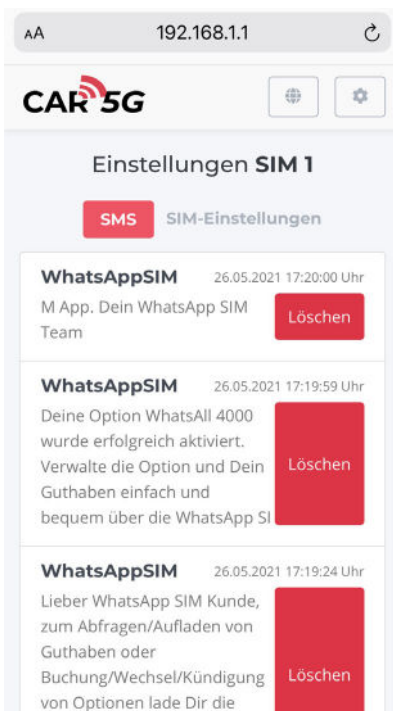 AA 192.168.1.1
CAR 5G
Einstellungen SIM 1
SMS SIM-Einstellungen
WhatsAppSIM 26.05.2021 17:20:00 Uhr
M App. Dein WhatsApp SIM
Team
Löschen
WhatsAppSIM 26.05.2021 17:19:59 Uhr
Deine Option WhatsAll 4000
wurde erfolgreich aktiviert.
Verwalte die Option und Dein
Guthaben einfach und
bequem über die WhatsApp SI
Löschen
WhatsAppSIM 26.05.2021 17:19:24 Uhr
Lieber WhatsApp SIM Kunde,
zum Abfragen/Aufladen von
Guthaben oder
Buchung/Wechsel/Kündigung
von Optionen lade Dir die
Löschen